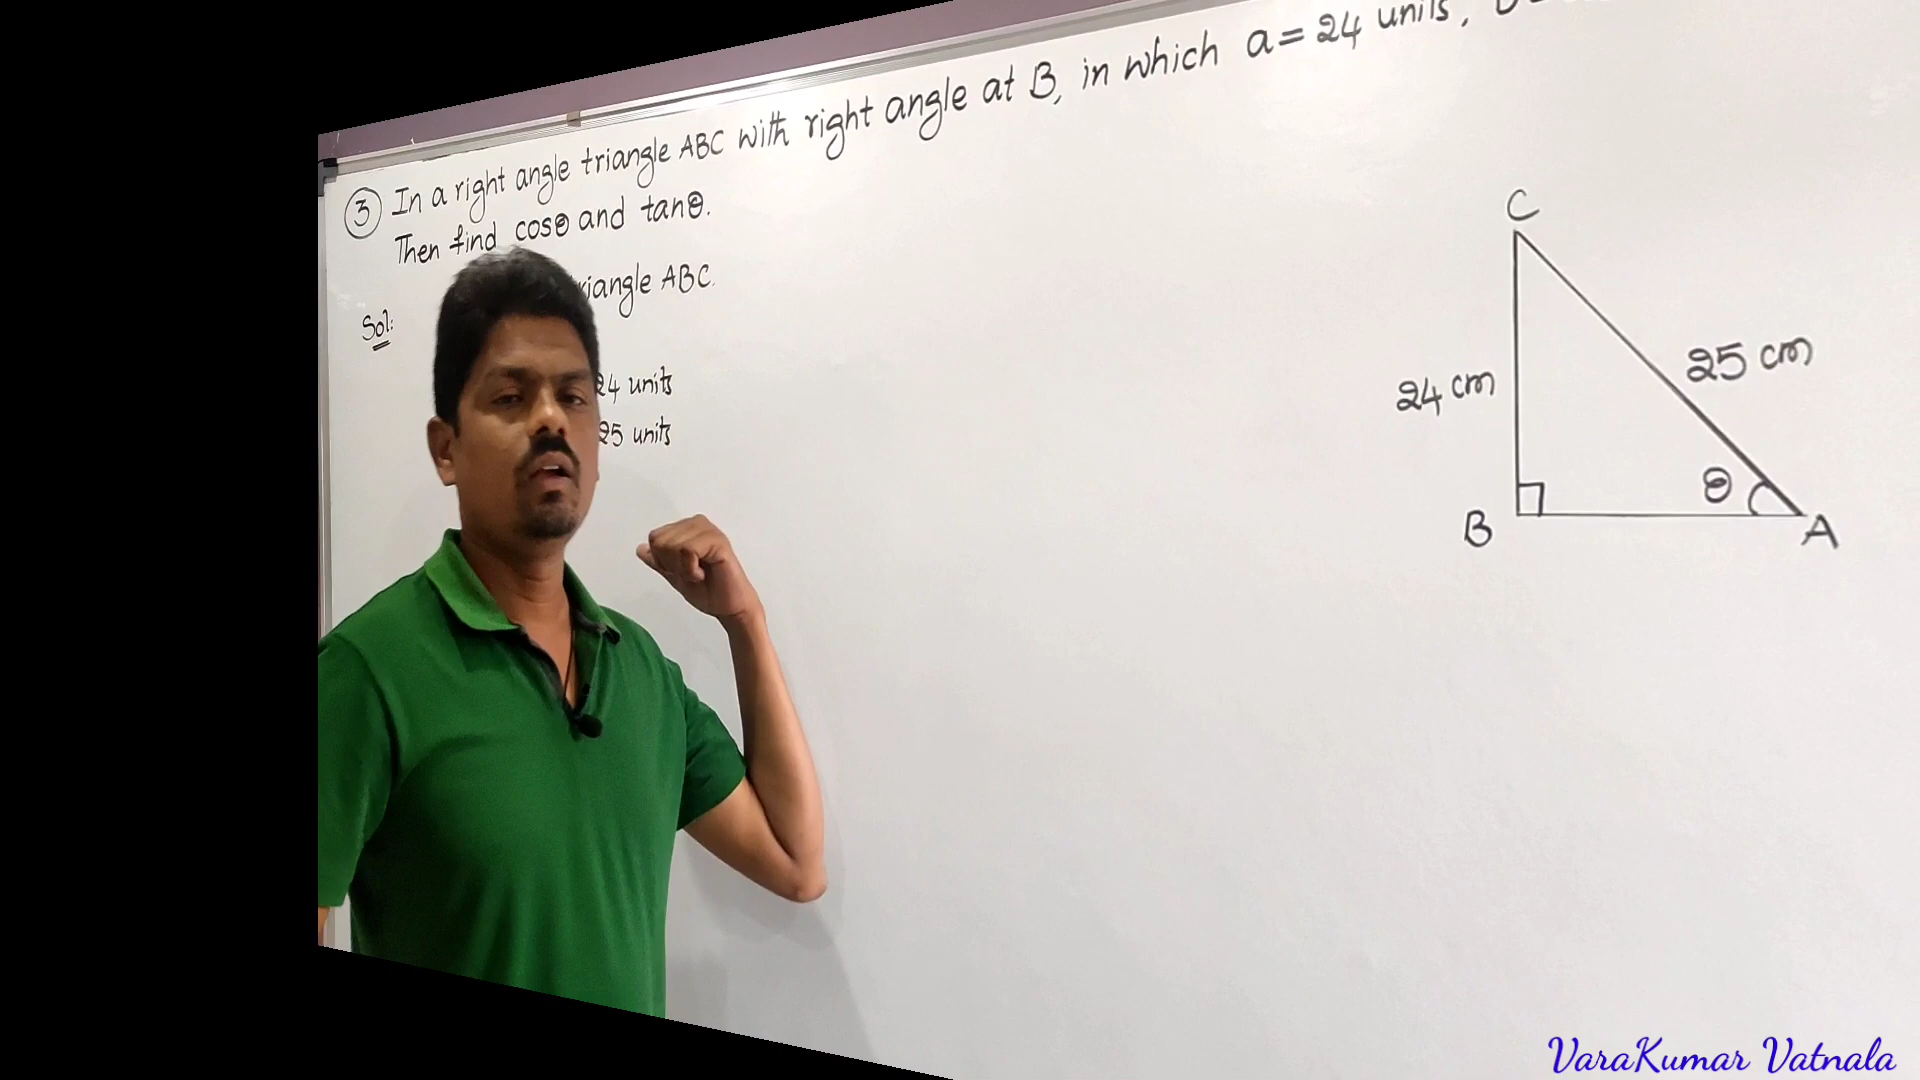 ③ In a right angle triangle ABC with right angle at B, in which a = 24 units,
Then find cosθ and tanθ.
Sol:
triangle ABC.
24 units
25 units
C
24 cm
25 cm
θ
B
A
VaraKumar Vatnala